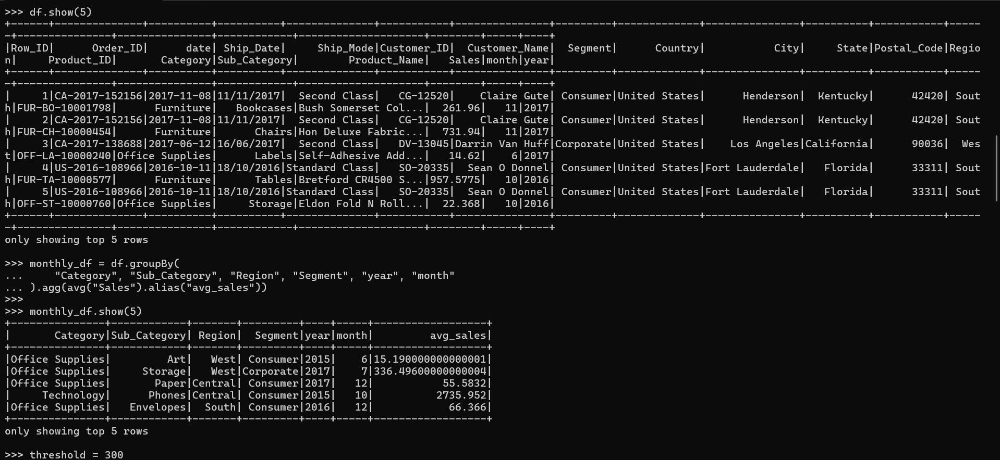 >>> df.show(5)
+------+--------------+----------+----------+--------------+-----------+---------------+---------+-------------+---------------+----------+-----------+-----
-+---------------+---------------+------------+--------------------+--------+-----+----+
|Row_ID|      Order_ID|      date| Ship_Date|     Ship_Mode|Customer_ID|  Customer_Name|  Segment|      Country|           City|     State|Postal_Code|Regio
n|     Product_ID|       Category|Sub_Category|        Product_Name|   Sales|month|year|
+------+--------------+----------+----------+--------------+-----------+---------------+---------+-------------+---------------+----------+-----------+-----
-+---------------+---------------+------------+--------------------+--------+-----+----+
|     1|CA-2017-152156|2017-11-08|11/11/2017|  Second Class|   CG-12520|    Claire Gute| Consumer|United States|      Henderson|  Kentucky|      42420| Sout
h|FUR-BO-10001798|      Furniture|   Bookcases|Bush Somerset Col...|  261.96|   11|2017|
|     2|CA-2017-152156|2017-11-08|11/11/2017|  Second Class|   CG-12520|    Claire Gute| Consumer|United States|      Henderson|  Kentucky|      42420| Sout
h|FUR-CH-10000454|      Furniture|      Chairs|Hon Deluxe Fabric...|  731.94|   11|2017|
|     3|CA-2017-138688|2017-06-12|16/06/2017|  Second Class|   DV-13045|Darrin Van Huff|Corporate|United States|    Los Angeles|California|      90036|  Wes
t|OFF-LA-10000240|Office Supplies|      Labels|Self-Adhesive Add...|   14.62|    6|2017|
|     4|US-2016-108966|2016-10-11|18/10/2016|Standard Class|   SO-20335|  Sean O Donnel| Consumer|United States|Fort Lauderdale|   Florida|      33311| Sout
h|FUR-TA-10000577|      Furniture|      Tables|Bretford CR4500 S...|957.5775|   10|2016|
|     5|US-2016-108966|2016-10-11|18/10/2016|Standard Class|   SO-20335|  Sean O Donnel| Consumer|United States|Fort Lauderdale|   Florida|      33311| Sout
h|OFF-ST-10000760|Office Supplies|     Storage|Eldon Fold N Roll...|  22.368|   10|2016|
+------+--------------+----------+----------+--------------+-----------+---------------+---------+-------------+---------------+----------+-----------+-----
-+---------------+---------------+------------+--------------------+--------+-----+----+
only showing top 5 rows

>>> monthly_df = df.groupBy(
...     "Category", "Sub_Category", "Region", "Segment", "year", "month"
... ).agg(avg("Sales").alias("avg_sales"))
>>>
>>> monthly_df.show(5)
+---------------+------------+-------+---------+----+-----+------------------+
|       Category|Sub_Category| Region|  Segment|year|month|         avg_sales|
+---------------+------------+-------+---------+----+-----+------------------+
|Office Supplies|         Art|   West| Consumer|2015|    6|15.190000000000001|
|Office Supplies|     Storage|   West|Corporate|2017|    7|336.49600000000004|
|Office Supplies|       Paper|Central| Consumer|2017|   12|           55.5832|
|     Technology|      Phones|Central| Consumer|2015|   10|          2735.952|
|Office Supplies|   Envelopes|  South| Consumer|2016|   12|            66.366|
+---------------+------------+-------+---------+----+-----+------------------+
only showing top 5 rows

>>> threshold = 300